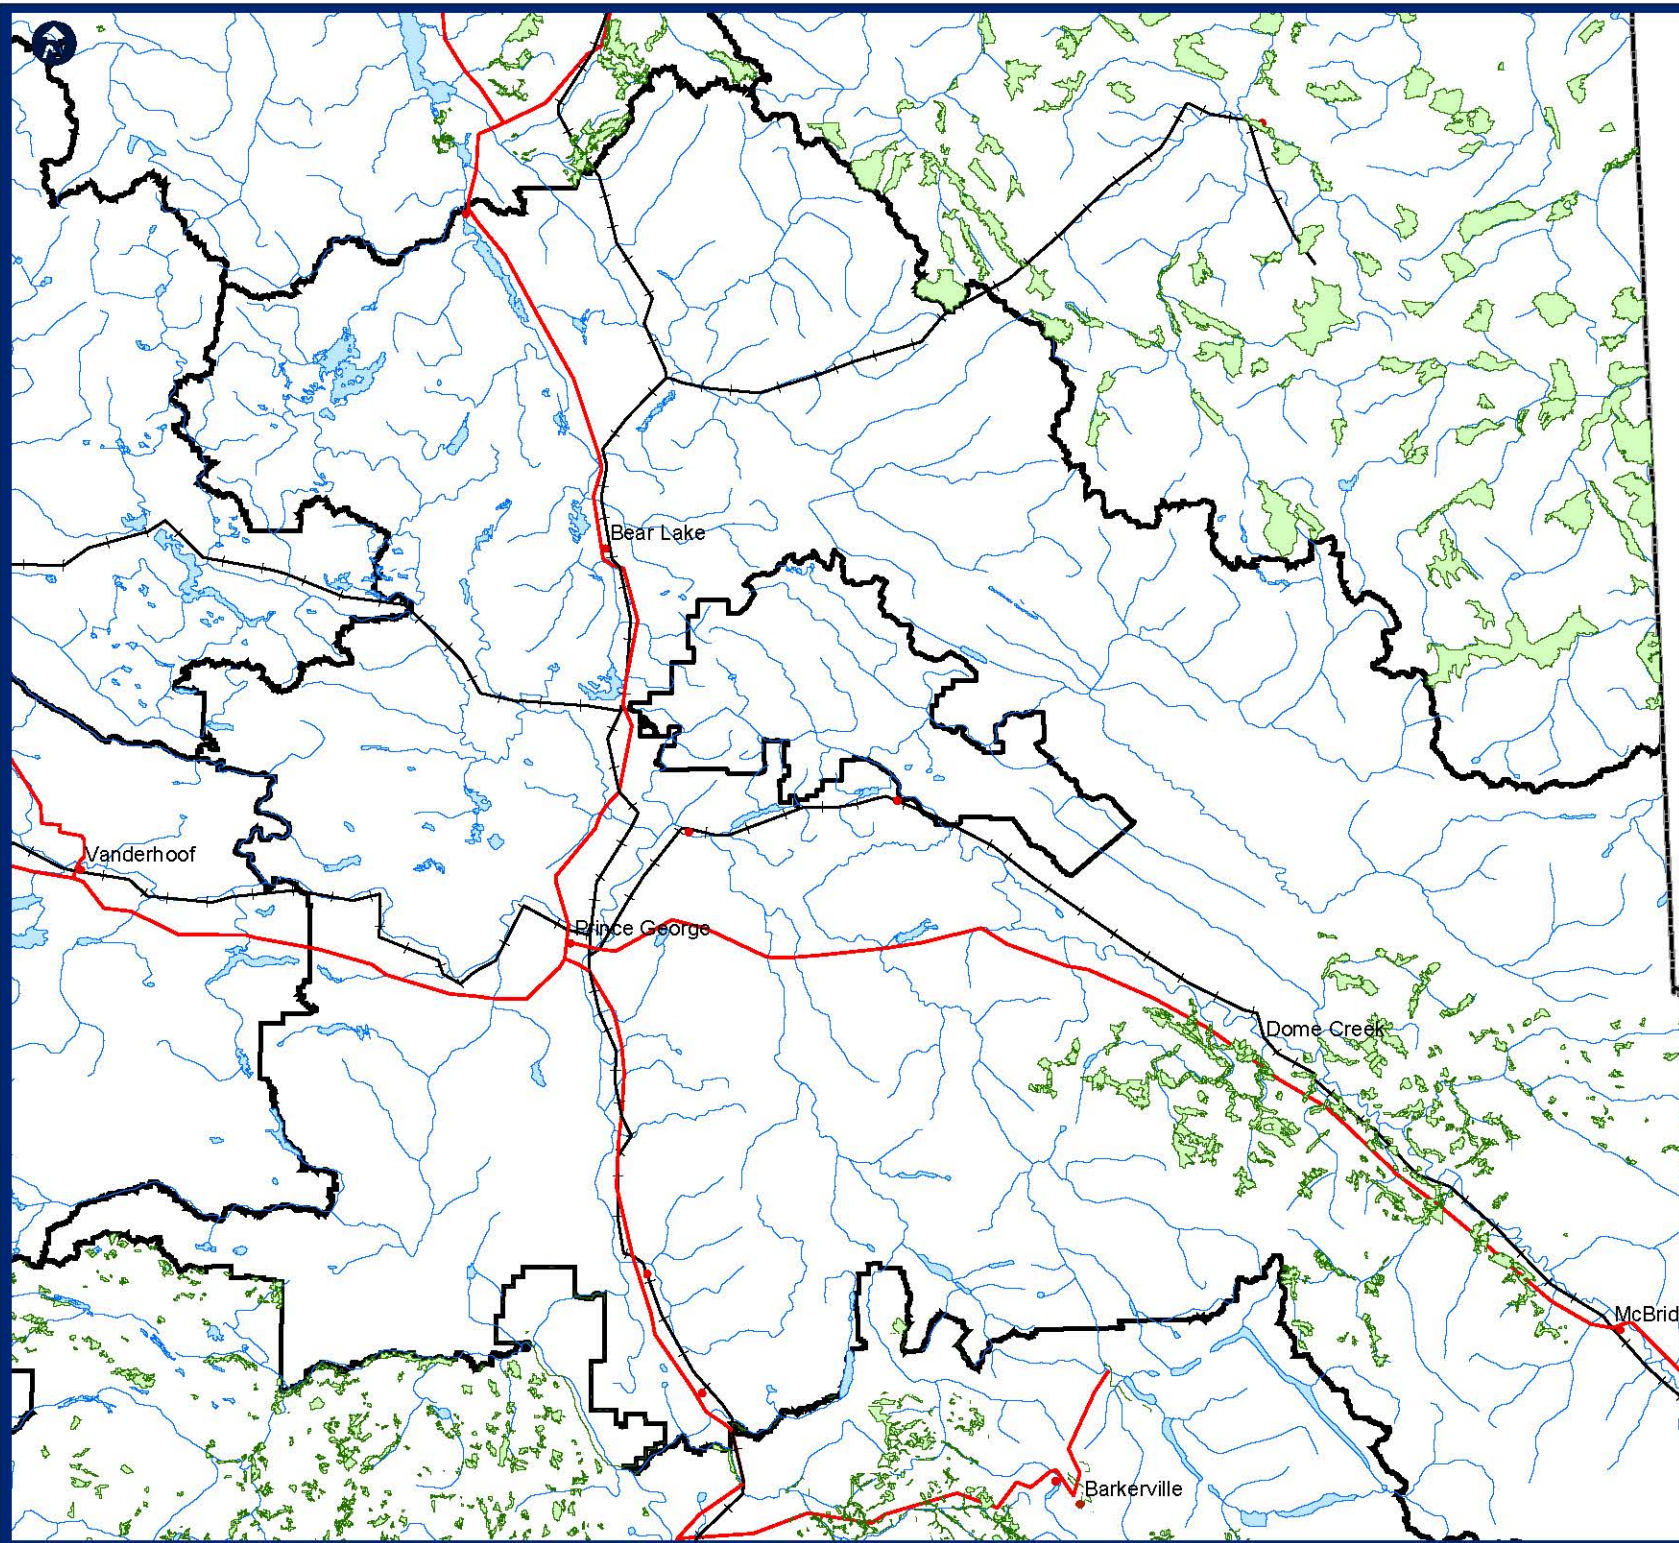 Bear Lake
Vanderhoof
Prince George
Dome Creek
McBrid
Barkerville